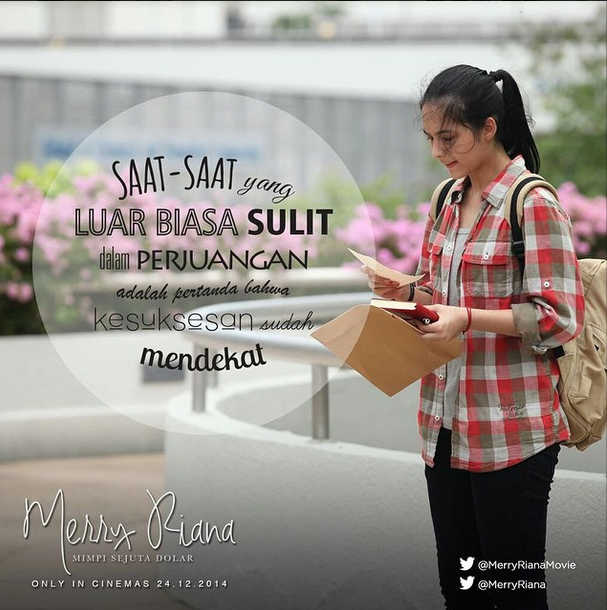 SAAT-SAAT yang
LUAR BIASA SULIT
dalam PERJUANGAN
adalah pertanda bahwa
kesuksesan sudah
mendekat
Merry Riana
MIMPI SEJUTA DOLAR
ONLY IN CINEMAS 24.12.2014
@MerryRianaMovie
@MerryRiana